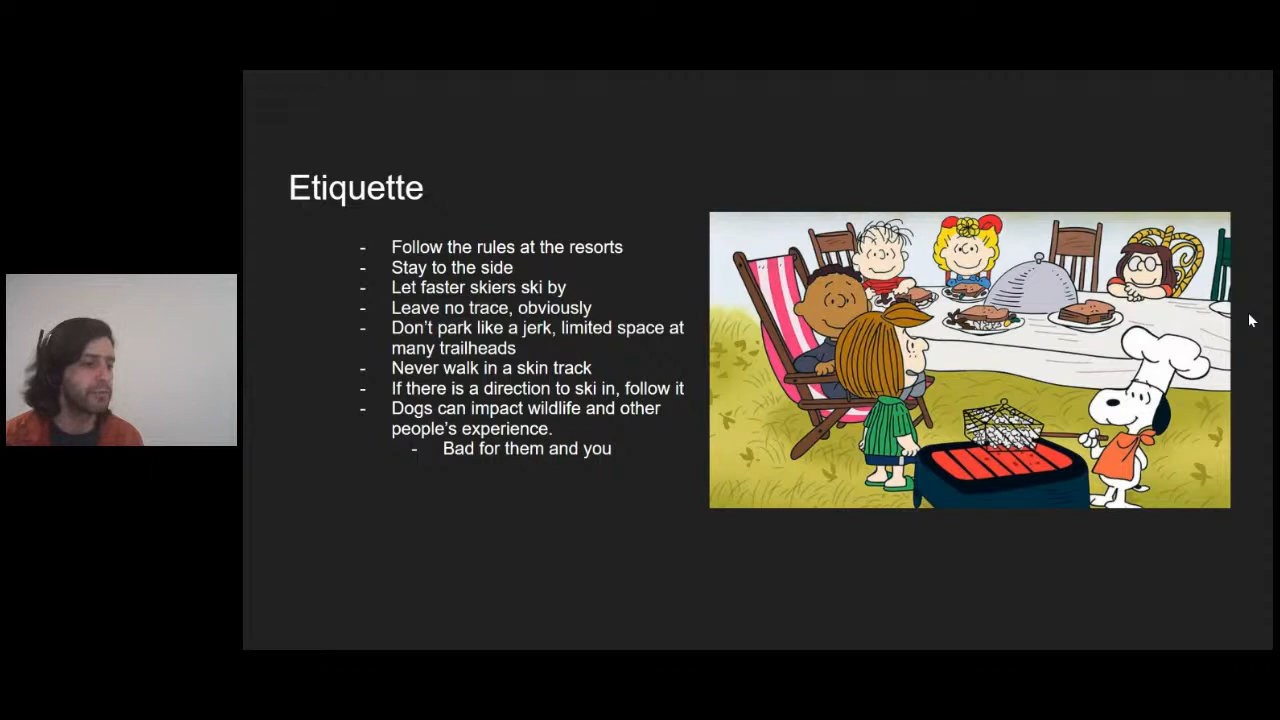 Etiquette
- Follow the rules at the resorts
- Stay to the side
- Let faster skiers ski by
- Leave no trace, obviously
- Don't park like a jerk, limited space at
many trailheads
- Never walk in a skin track
- If there is a direction to ski in, follow it
- Dogs can impact wildlife and other
people's experience.
- Bad for them and you